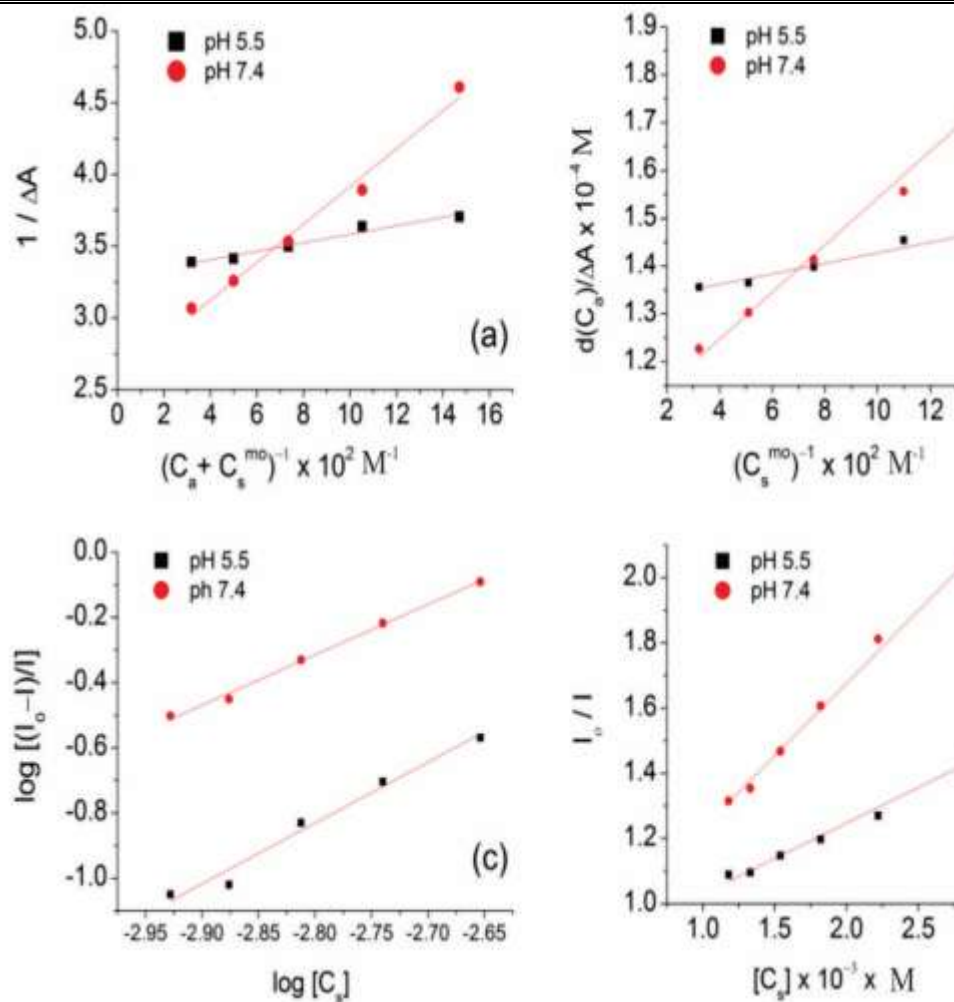 pH 5.5
pH 7.4
5.0
4.5
4.0
3.5
3.0
2.5
1 / ΔA
(a)
0 2 4 6 8 10 12 14 16
(Cₐ + Cₛᵐᵒ)⁻¹ x 10² M⁻¹
pH 5.5
pH 7.4
1.9
1.8
1.7
1.6
1.5
1.4
1.3
1.2
d(Cₐ)/ΔA x 10⁻⁴ M
2 4 6 8 10 12
(Cₛᵐᵒ)⁻¹ x 10² M⁻¹
pH 5.5
ph 7.4
0.0
-0.2
-0.4
-0.6
-0.8
-1.0
log [(Iₒ–I)/I]
(c)
-2.95 -2.90 -2.85 -2.80 -2.75 -2.70 -2.65
log [Cₛ]
pH 5.5
pH 7.4
2.0
1.8
1.6
1.4
1.2
1.0
Iₒ / I
1.0 1.5 2.0 2.5
[Cₛ] x 10⁻³ x M